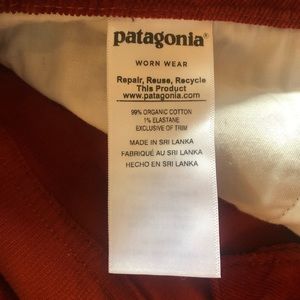 patagonia®
WORN WEAR
Repair, Reuse, Recycle
This Product
www.patagonia.com
99% ORGANIC COTTON
1% ELASTANE
EXCLUSIVE OF TRIM
MADE IN SRI LANKA
FABRIQUÉ AU SRI LANKA
HECHO EN SRI LANKA